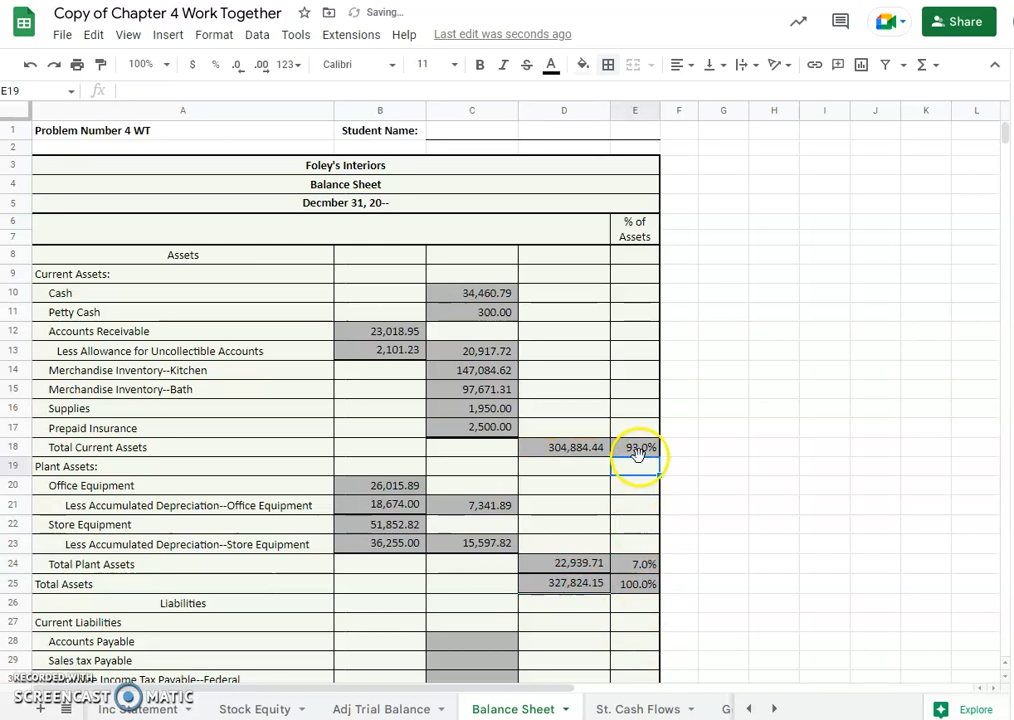 Copy of Chapter 4 Work Together Saving...
File Edit View Insert Format Data Tools Extensions Help Last edit was seconds ago
Share
100% $ % .0 .00 123 Calibri 11 B I S A
E19 fx
A B C D E F G H I J K L
1 Problem Number 4 WT Student Name:
2
3 Foley's Interiors
4 Balance Sheet
5 Decmber 31, 20--
6 % of
7 Assets
8 Assets
9 Current Assets:
10 Cash 34,460.79
11 Petty Cash 300.00
12 Accounts Receivable 23,018.95
13 Less Allowance for Uncollectible Accounts 2,101.23 20,917.72
14 Merchandise Inventory--Kitchen 147,084.62
15 Merchandise Inventory--Bath 97,671.31
16 Supplies 1,950.00
17 Prepaid Insurance 2,500.00
18 Total Current Assets 304,884.44 93.0%
19 Plant Assets:
20 Office Equipment 26,015.89
21 Less Accumulated Depreciation--Office Equipment 18,674.00 7,341.89
22 Store Equipment 51,852.82
23 Less Accumulated Depreciation--Store Equipment 36,255.00 15,597.82
24 Total Plant Assets 22,939.71 7.0%
25 Total Assets 327,824.15 100.0%
26 Liabilities
27 Current Liabilities
28 Accounts Payable
29 Sales tax Payable
Income Tax Payable--Federal
RECORDED WITH
SCREENCAST MATIC
Inc Statement Stock Equity Adj Trial Balance Balance Sheet St. Cash Flows Explore